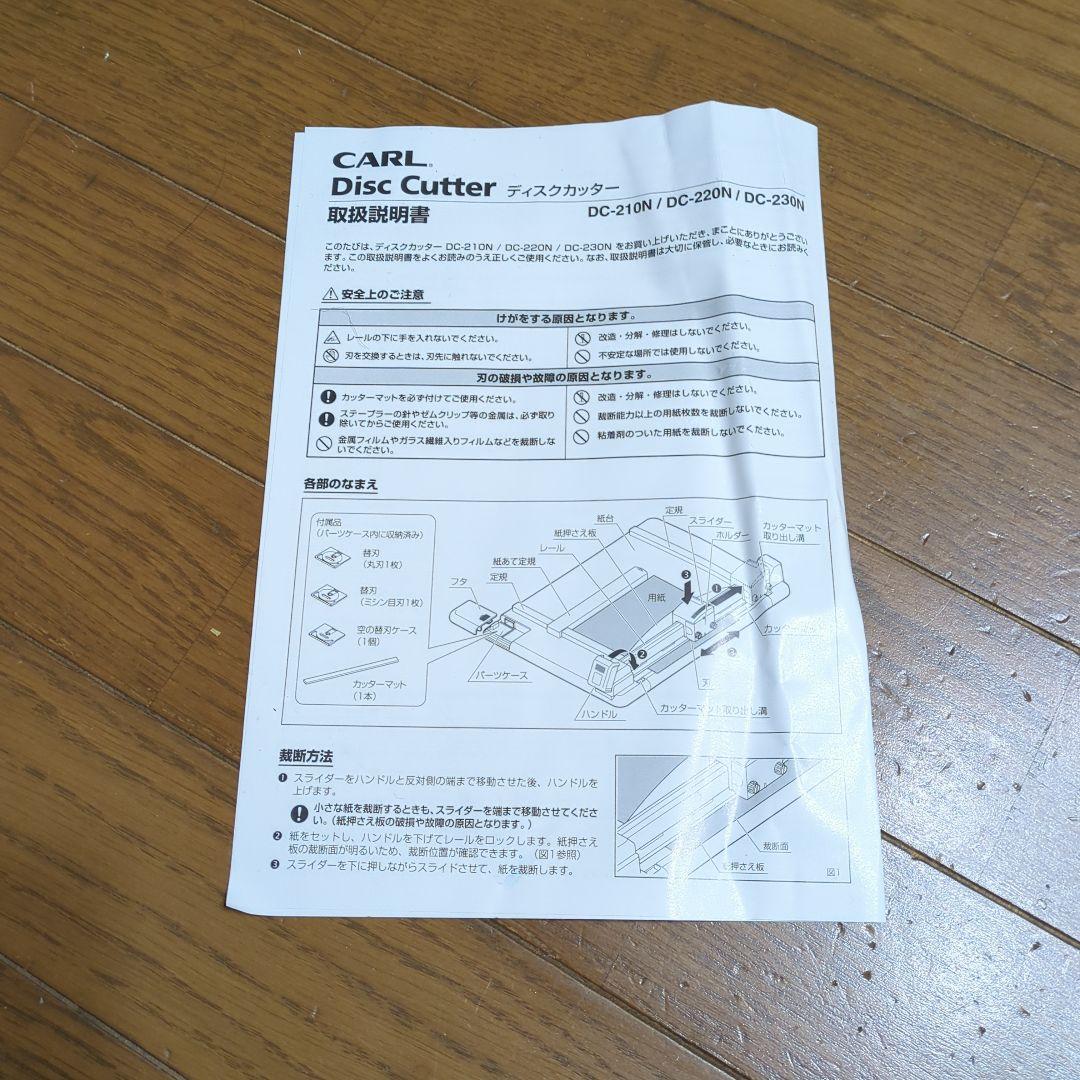 CARL®
Disc Cutter ディスクカッター
取扱説明書
DC-210N / DC-220N / DC-230N
このたびは、ディスクカッター DC-210N / DC-220N / DC-230N をお買い上げいただき、まことにありがとうござい
ます。この取扱説明書をよくお読みのうえ正しくご使用ください。なお、取扱説明書は大切に保管し、必要なときにお読みく
ださい。
安全上のご注意
けがをする原因となります。
レールの下に手を入れないでください。
刃を交換するときは、刃先に触れないでください。
改造・分解・修理はしないでください。
不安定な場所では使用しないでください。
刃の破損や故障の原因となります。
カッターマットを必ず付けてご使用ください。
ステープラーの針やゼムクリップ等の金属は、必ず取り
除いてからご使用ください。
金属フィルムやガラス繊維入りフィルムなどを裁断しな
いでください。
改造・分解・修理はしないでください。
裁断能力以上の用紙枚数を裁断しないでください。
粘着剤のついた用紙を裁断しないでください。
各部のなまえ
付属品
(パーツケース内に収納済み)
替刃
(丸刃1枚)
替刃
(ミシン目刃1枚)
空の替刃ケース
(1個)
カッターマット
(1本)
フタ
定規
紙あて定規
レール
紙押さえ板
紙台
定規
スライダー
ホルダー
カッターマット
取り出し溝
用紙
❸
❶
❷
❷
カッ
パーツケース
ハンドル
刃
カッターマット取り出し溝
裁断方法
❶ スライダーをハンドルと反対側の端まで移動させた後、ハンドルを
上げます。
小さな紙を裁断するときも、スライダーを端まで移動させてくださ
い。(紙押さえ板の破損や故障の原因となります。)
❷ 紙をセットし、ハンドルを下げてレールをロックします。紙押さえ
板の裁断面が明るいため、裁断位置が確認できます。(図1参照)
❸ スライダーを下に押しながらスライドさせて、紙を裁断します。
裁断面
押さえ板
図1